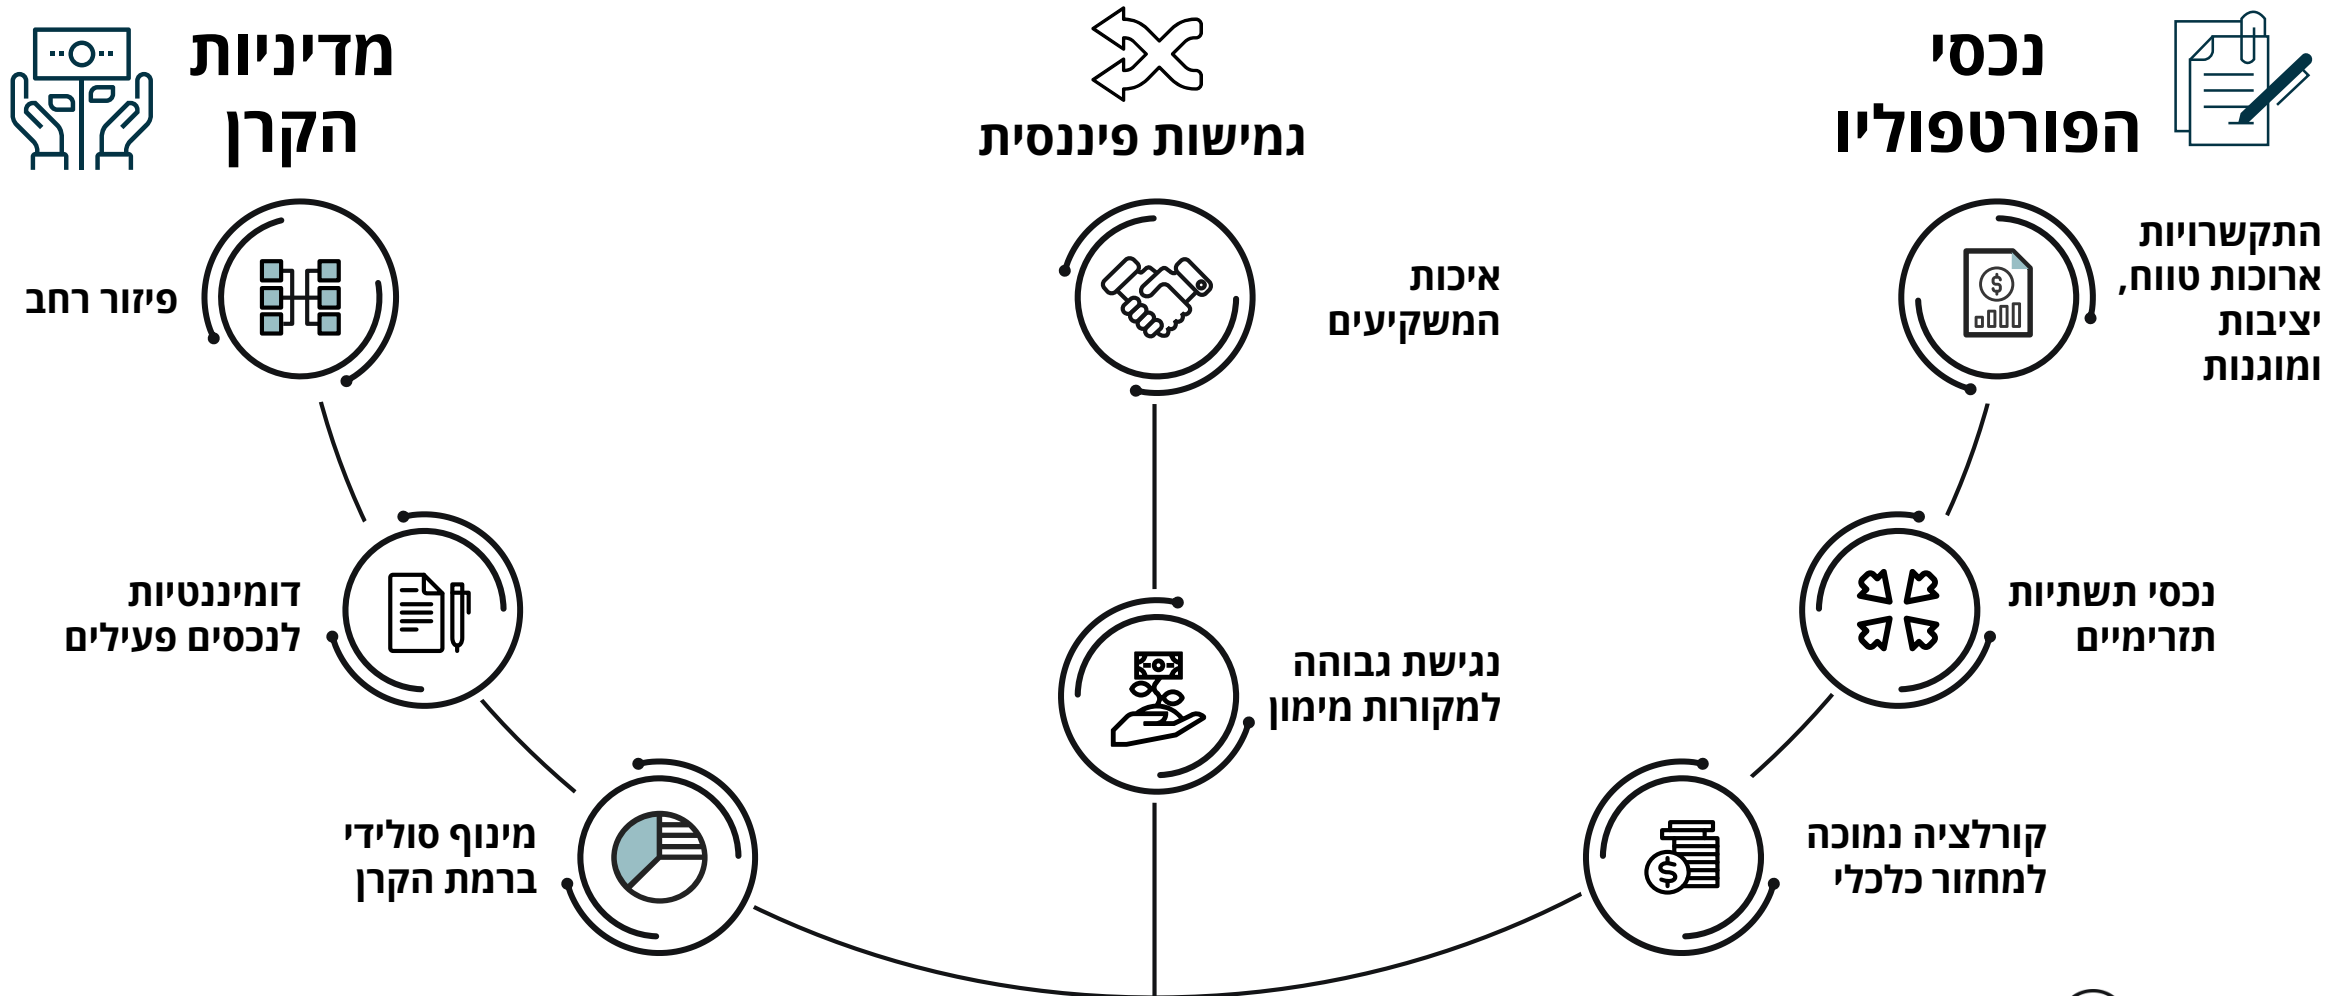 נכסי
הפורטפוליו
התקשרויות
ארוכות טווח,
יציבות
ומוגנות
נכסי תשתיות
תזרימיים
קורלציה נמוכה
למחזור כלכלי
גמישות פיננסית
איכות
המשקיעים
נגישת גבוהה
למקורות מימון
מדיניות
הקרן
פיזור רחב
דומיננטיות
לנכסים פעילים
מינוף סולידי
ברמת הקרן